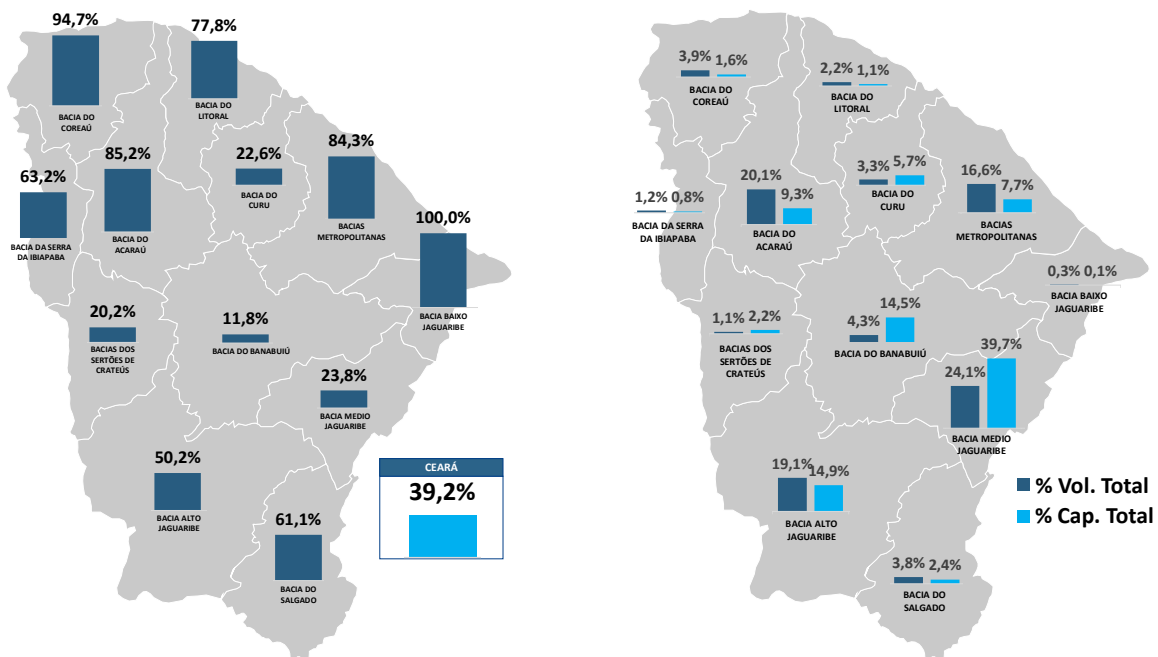 94,7%
BACIA DO
COREAÚ
77,8%
BACIA DO
LITORAL
63,2%
BACIA DA SERRA
DA IBIAPABA
85,2%
BACIA DO
ACARAÚ
22,6%
BACIA DO
CURU
84,3%
BACIAS
METROPOLITANAS
100,0%
BACIA BAIXO
JAGUARIBE
20,2%
BACIAS DOS
SERTÕES DE
CRATEÚS
11,8%
BACIA DO BANABUIÚ
23,8%
BACIA MEDIO
JAGUARIBE
50,2%
BACIA ALTO
JAGUARIBE
61,1%
BACIA DO
SALGADO
CEARÁ
39,2%
3,9% 1,6%
BACIA DO
COREAÚ
2,2% 1,1%
BACIA DO
LITORAL
1,2% 0,8%
BACIA DA SERRA
DA IBIAPABA
20,1% 9,3%
BACIA DO
ACARAÚ
3,3% 5,7%
BACIA DO
CURU
16,6% 7,7%
BACIAS
METROPOLITANAS
0,3% 0,1%
BACIA BAIXO
JAGUARIBE
1,1% 2,2%
BACIAS DOS
SERTÕES DE
CRATEÚS
4,3% 14,5%
BACIA DO BANABUIÚ
24,1% 39,7%
BACIA MEDIO
JAGUARIBE
19,1% 14,9%
BACIA ALTO
JAGUARIBE
3,8% 2,4%
BACIA DO
SALGADO
% Vol. Total
% Cap. Total